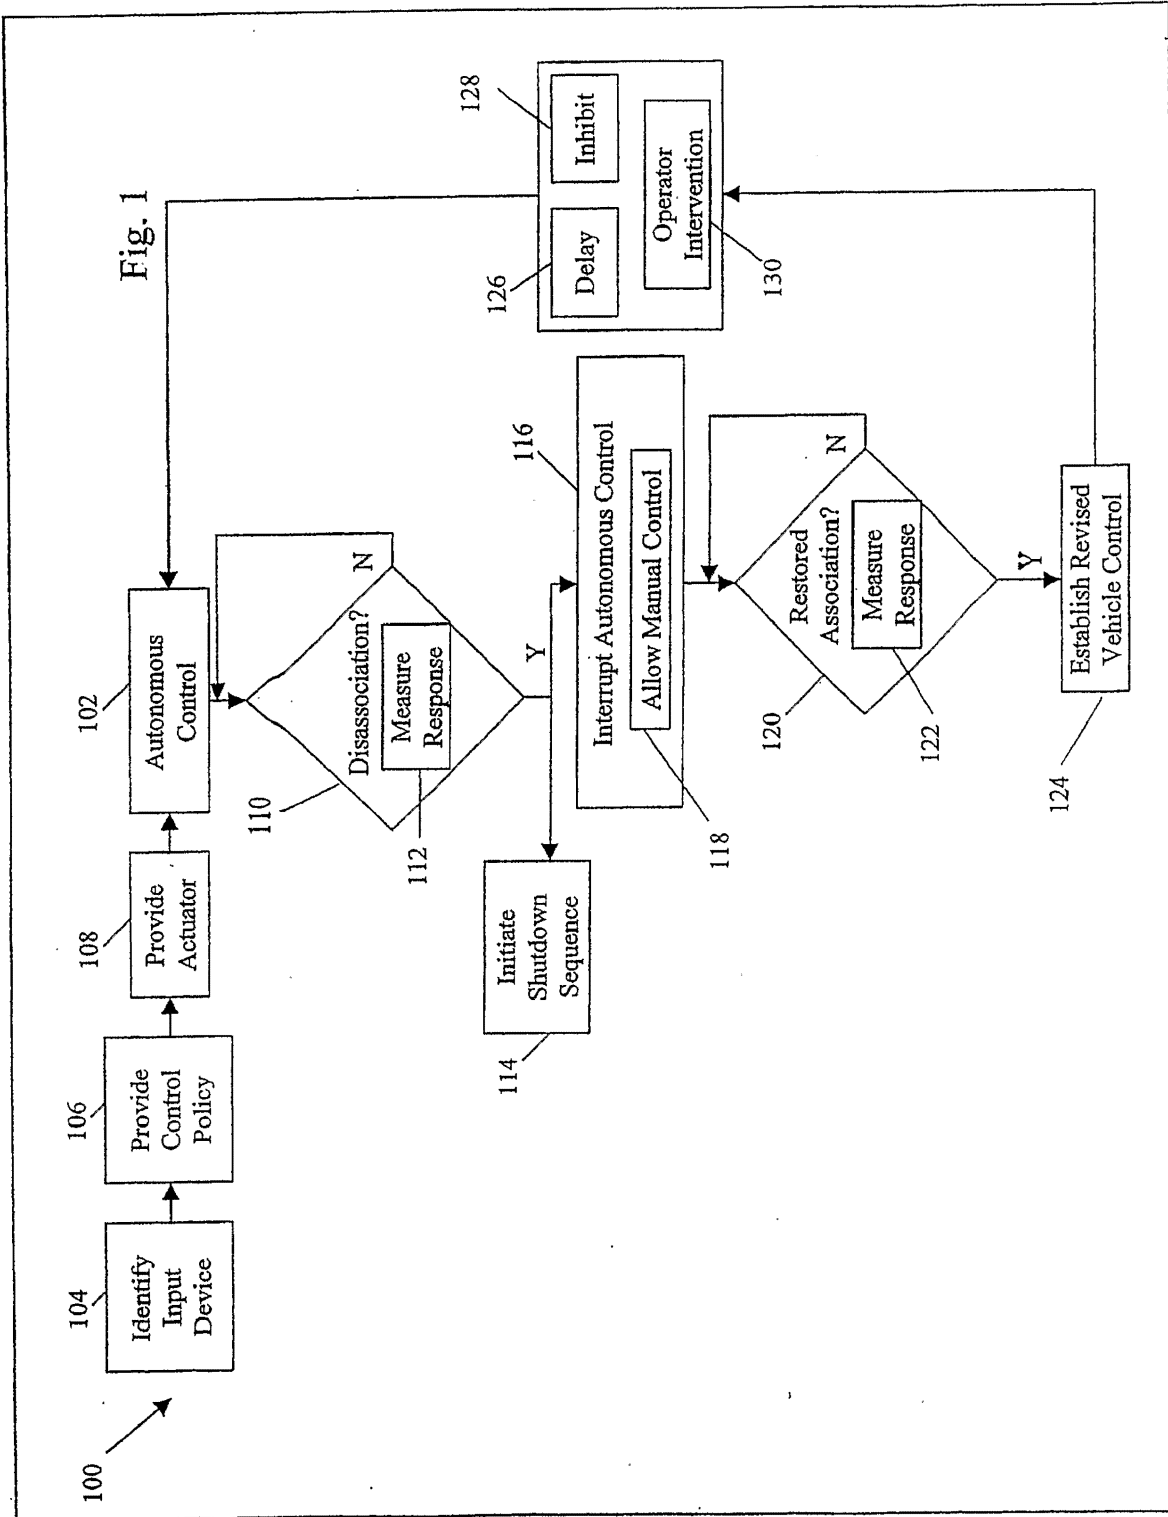 Fig. 1
100
104
Identify
Input
Device
106
Provide
Control
Policy
108
Provide
Actuator
102
Autonomous
Control
110
Disassociation?
N
Measure
Response
112
Y
Initiate
Shutdown
Sequence
114
116
Interrupt Autonomous Control
Allow Manual Control
118
Restored
Association?
N
120
Measure
Response
122
Y
Establish Revised
Vehicle Control
124
126
Delay
128
Inhibit
Operator
Intervention
130